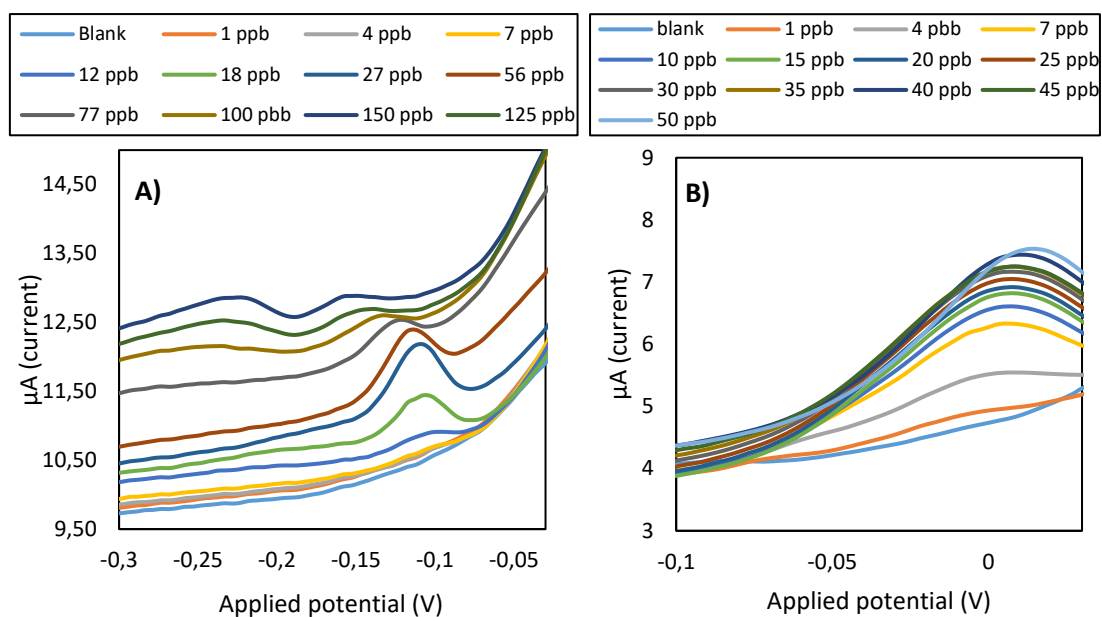 Blank 1 ppb 4 ppb 7 ppb
12 ppb 18 ppb 27 ppb 56 ppb
77 ppb 100 pbb 150 ppb 125 ppb
A)
14,50
13,50
12,50
11,50
10,50
9,50
µA (current)
-0,3 -0,25 -0,2 -0,15 -0,1 -0,05
Applied potential (V)
blank 1 ppb 4 pbb 7 ppb
10 ppb 15 ppb 20 ppb 25 ppb
30 ppb 35 ppb 40 ppb 45 ppb
50 ppb
B)
9
8
7
6
5
4
3
µA (current)
-0,1 -0,05 0
Applied potential (V)